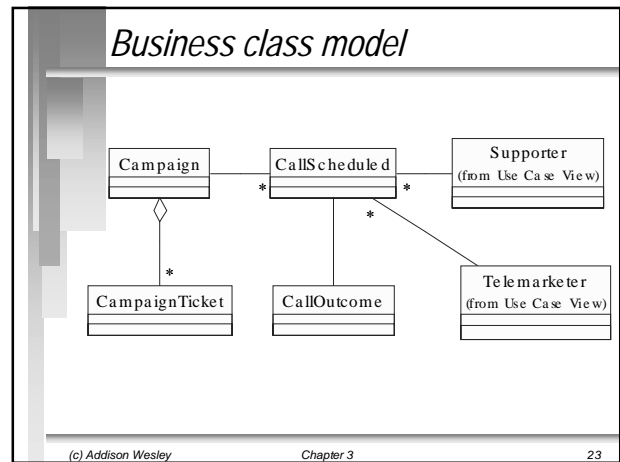 Business class model
Campaign
CallScheduled
Supporter
(from Use Case View)
*
*
*
*
CampaignTicket
CallOutcome
Telemarketer
(from Use Case View)
(c) Addison Wesley
Chapter 3
23